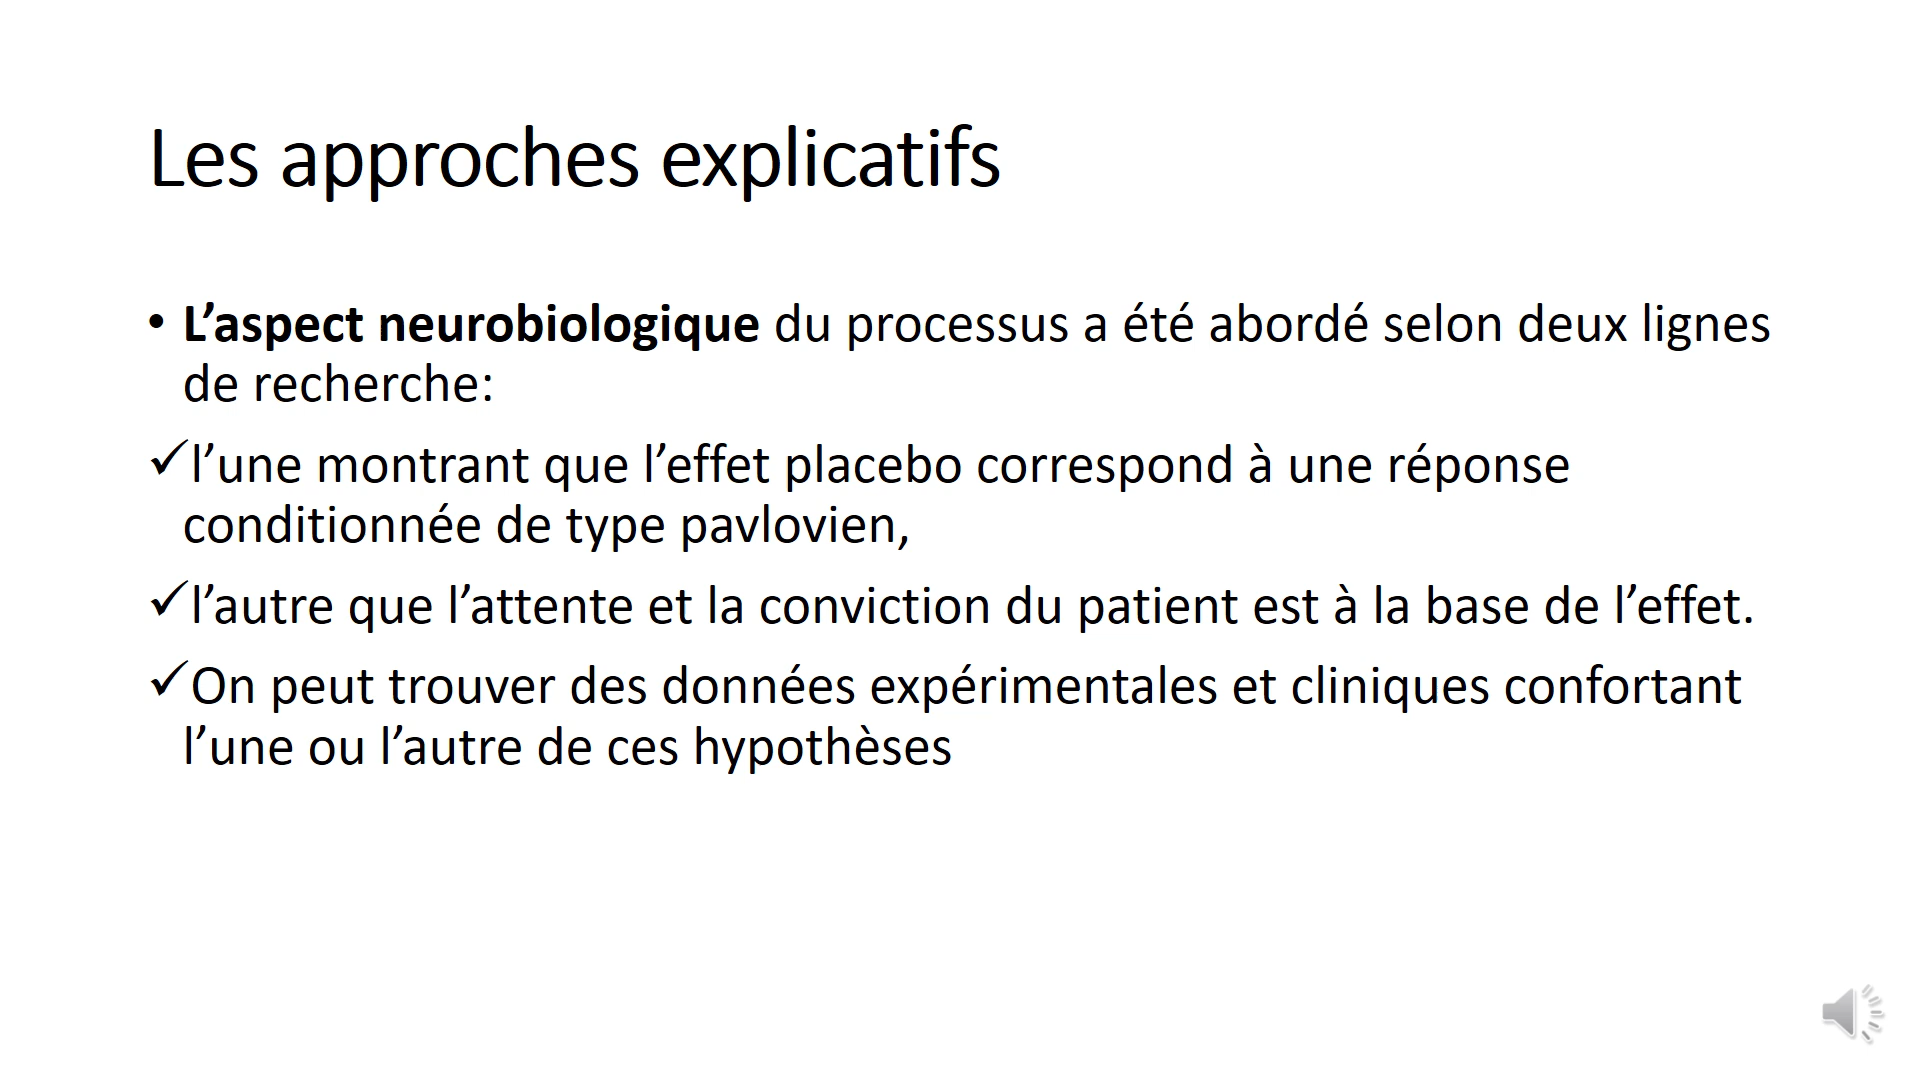 Les approches explicatifs
• L’aspect neurobiologique du processus a été abordé selon deux lignes
de recherche:
✓l’une montrant que l’effet placebo correspond à une réponse
conditionnée de type pavlovien,
✓l’autre que l’attente et la conviction du patient est à la base de l’effet.
✓On peut trouver des données expérimentales et cliniques confortant
l’une ou l’autre de ces hypothèses